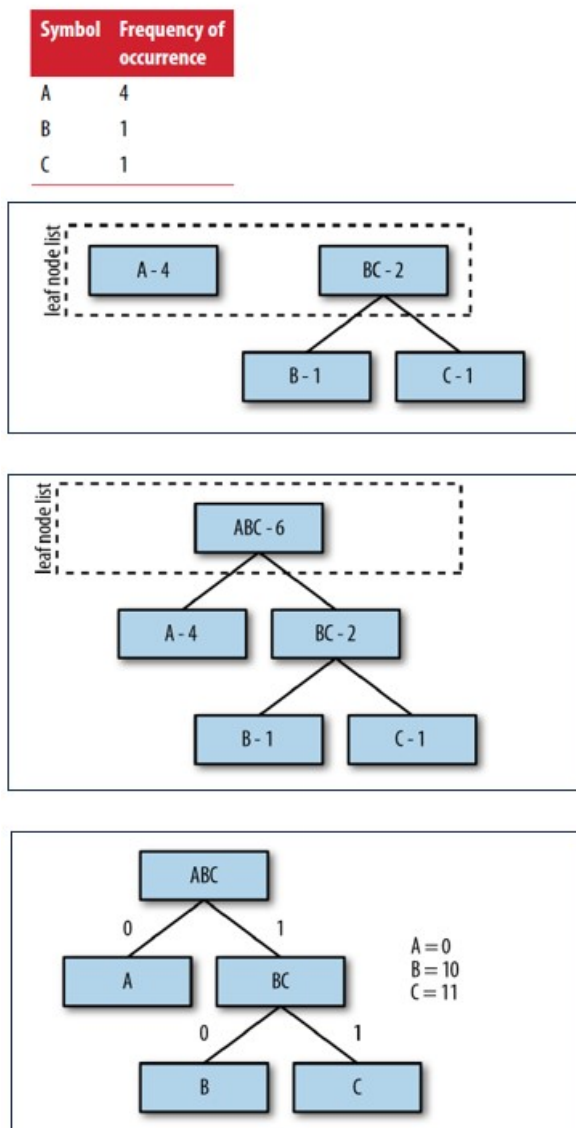 Symbol Frequency of
occurrence
A 4
B 1
C 1
leaf node list
A - 4 BC - 2
B - 1 C - 1
leaf node list
ABC - 6
A - 4 BC - 2
B - 1 C - 1
ABC
0 1
A BC
A = 0
B = 10
C = 11
0 1
B C